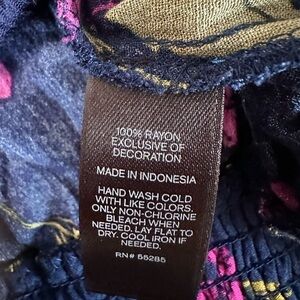 100% RAYON
EXCLUSIVE OF
DECORATION
MADE IN INDONESIA
HAND WASH COLD
WITH LIKE COLORS.
ONLY NON-CHLORINE
BLEACH WHEN
NEEDED. LAY FLAT TO
DRY. COOL IRON IF
NEEDED.
RN# 55285